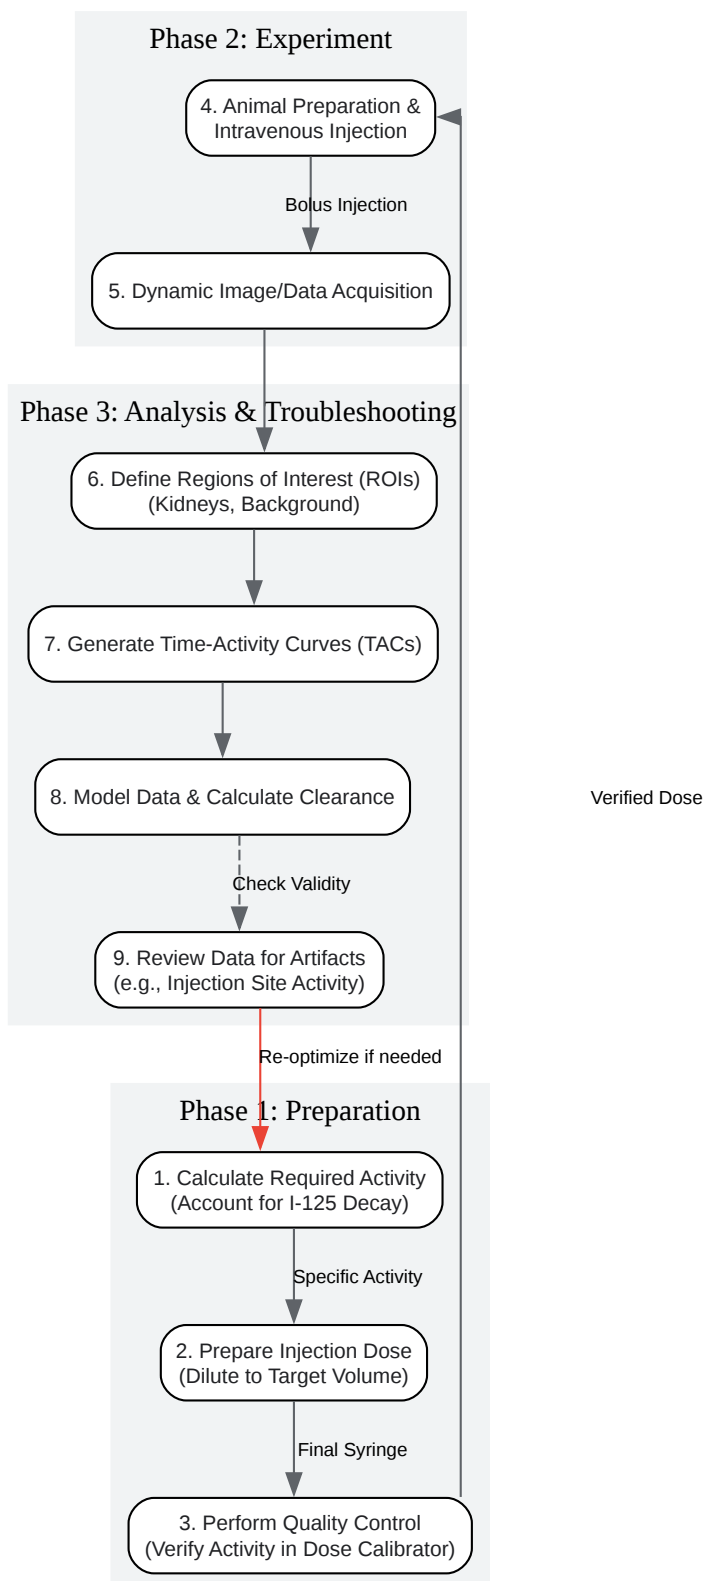 Phase 2: Experiment
4. Animal Preparation &
Intravenous Injection
Bolus Injection
5. Dynamic Image/Data Acquisition
Phase 3: Analysis & Troubleshooting
6. Define Regions of Interest (ROIs)
(Kidneys, Background)
7. Generate Time-Activity Curves (TACs)
8. Model Data & Calculate Clearance
Verified Dose
Check Validity
9. Review Data for Artifacts
(e.g., Injection Site Activity)
Re-optimize if needed
Phase 1: Preparation
1. Calculate Required Activity
(Account for I-125 Decay)
Specific Activity
2. Prepare Injection Dose
(Dilute to Target Volume)
Final Syringe
3. Perform Quality Control
(Verify Activity in Dose Calibrator)